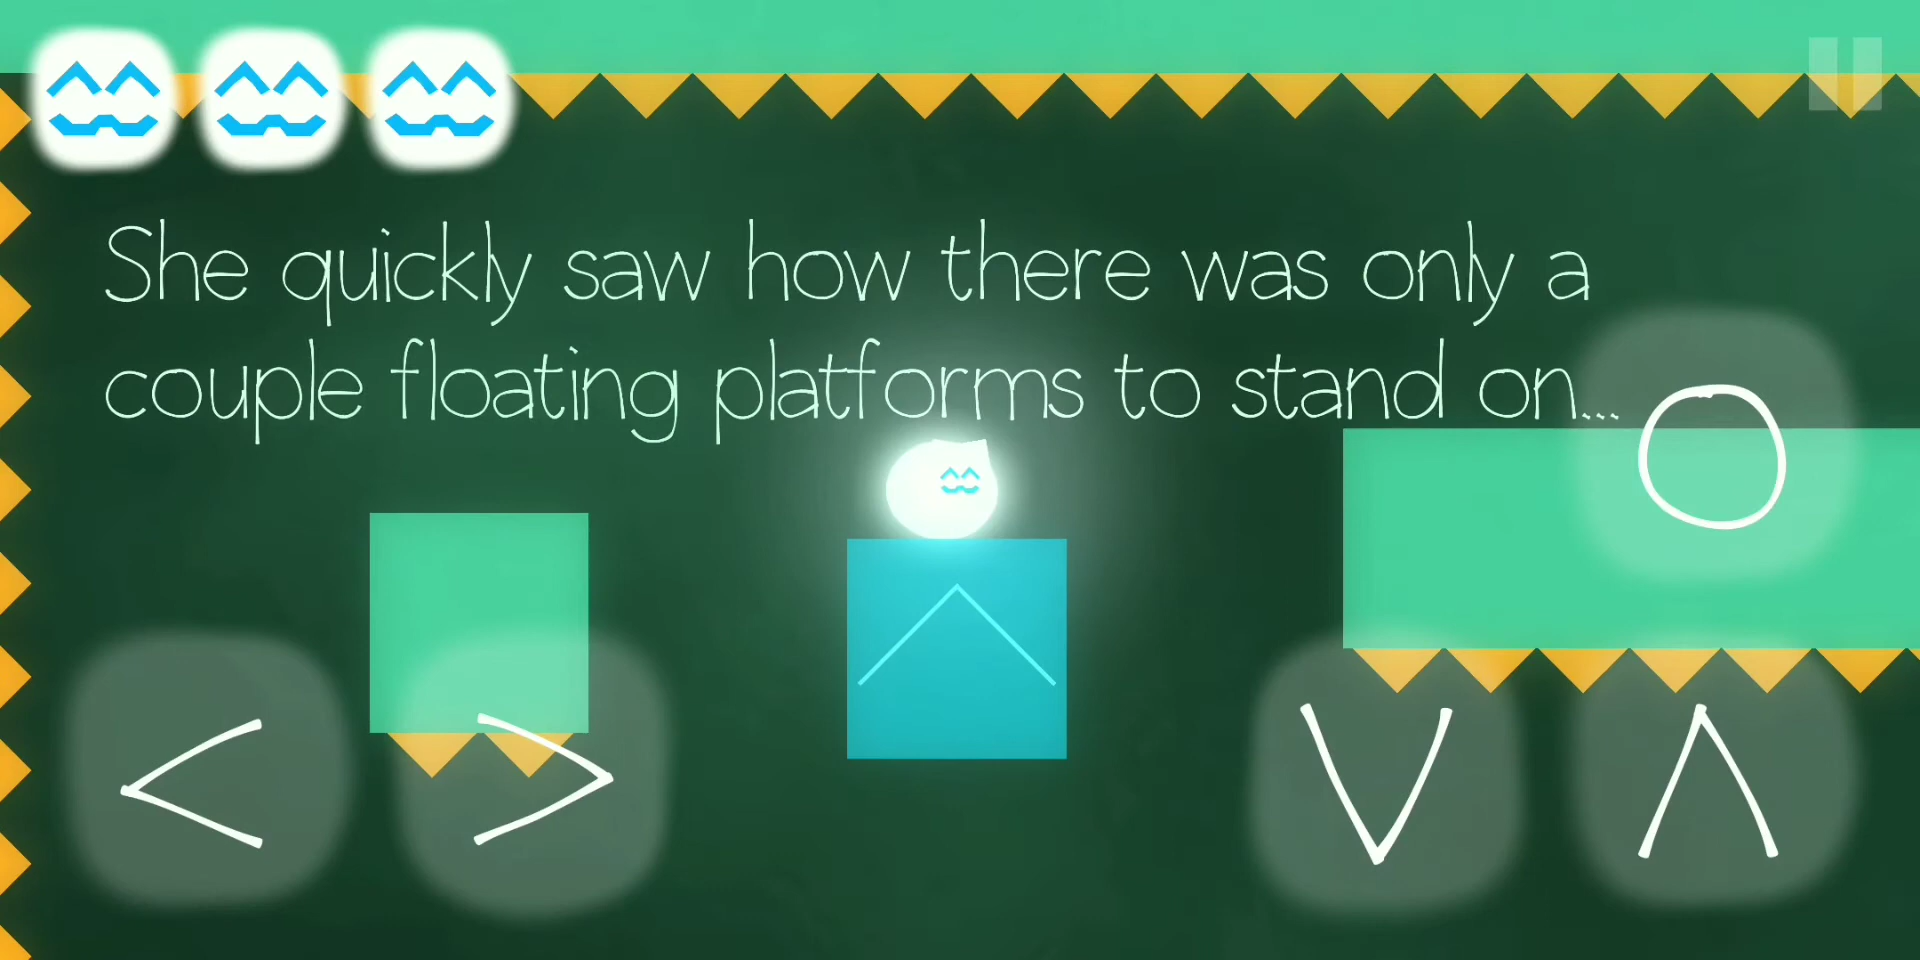 She quickly saw how there was only a
couple floating platforms to stand on...